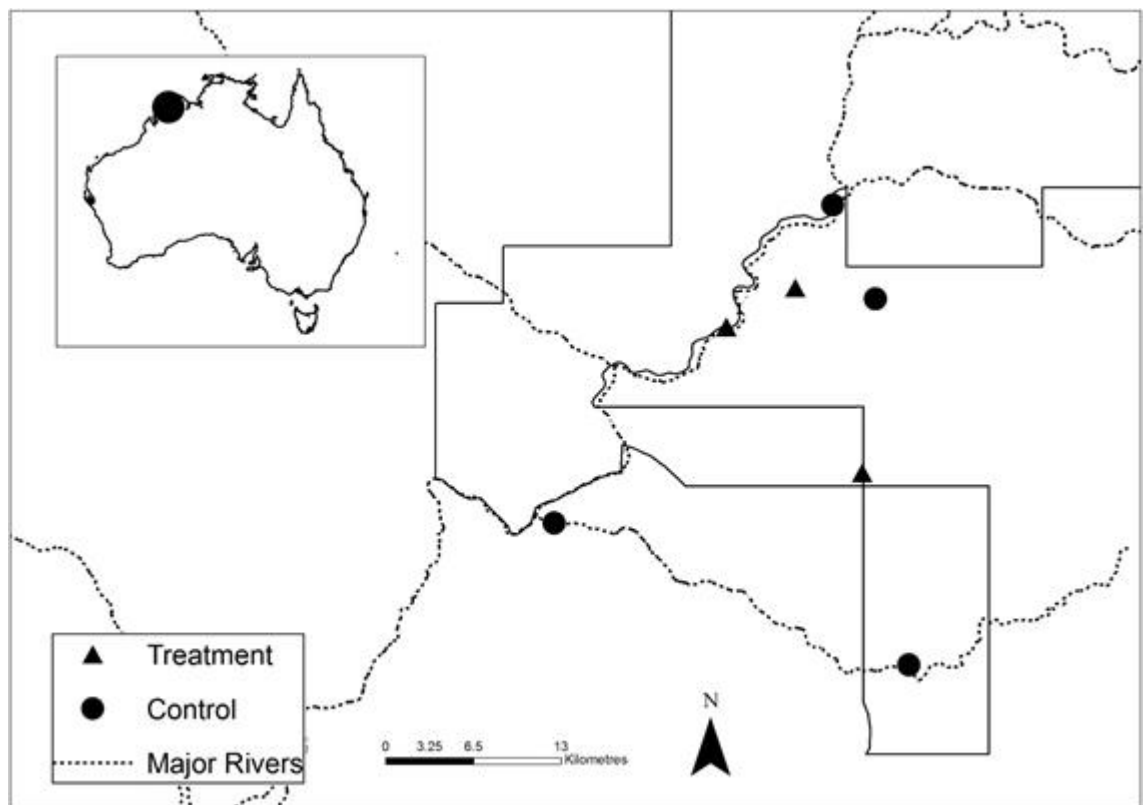 Treatment
Control
Major Rivers
0 3.25 6.5 13
Kilometres
N